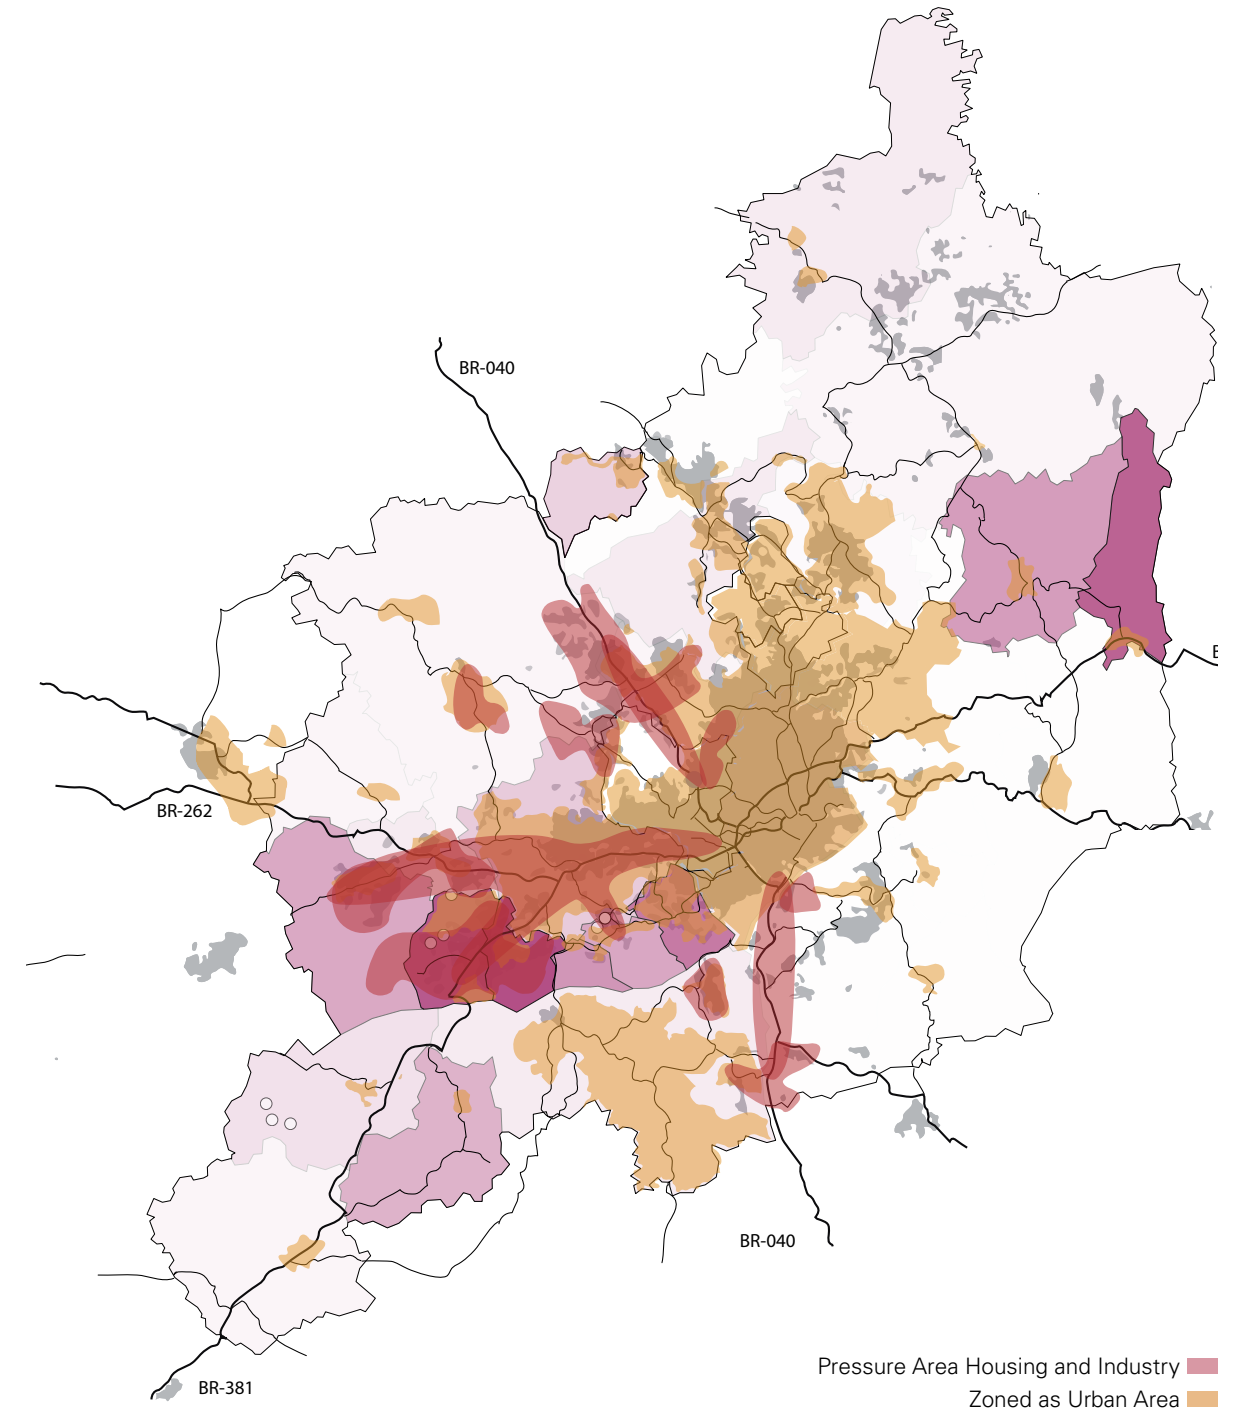 BR-040
BR-262
BR-040
BR-381
Pressure Area Housing and Industry
Zoned as Urban Area